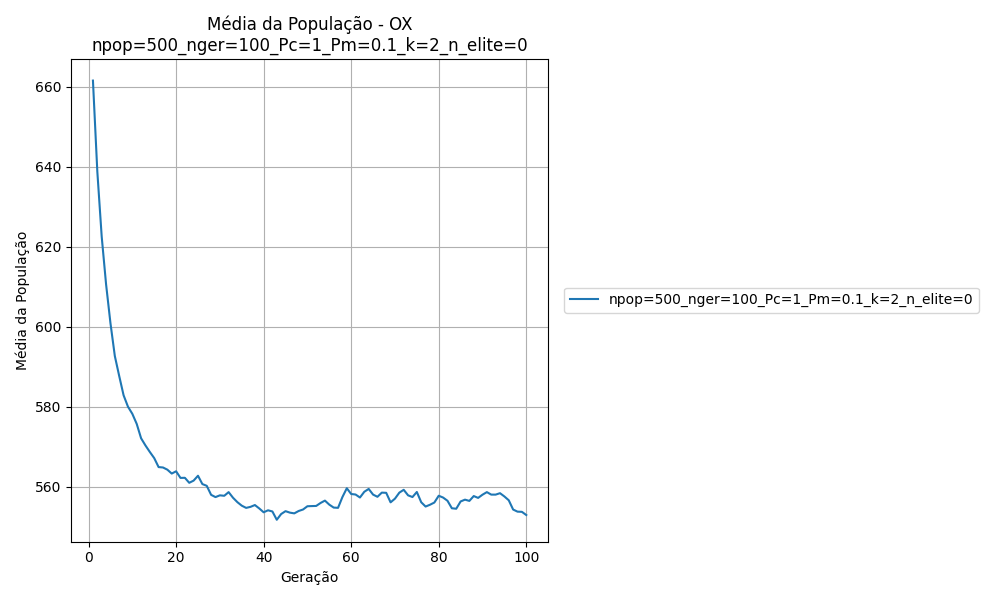 Média da População - OX
npop=500_nger=100_Pc=1_Pm=0.1_k=2_n_elite=0
Média da População
660
640
620
600
580
560
0 20 40 60 80 100
Geração
npop=500_nger=100_Pc=1_Pm=0.1_k=2_n_elite=0